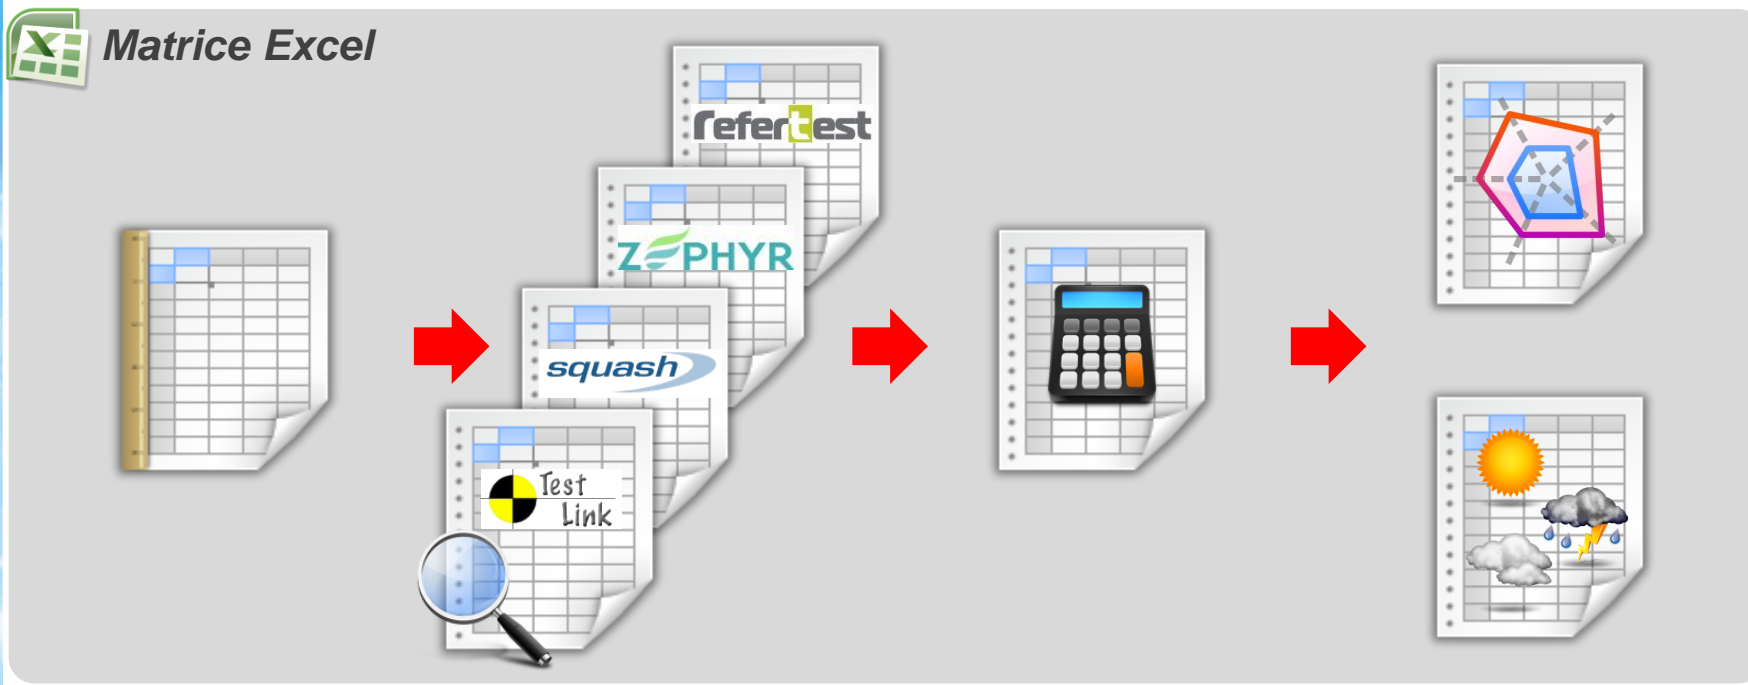 Matrice Excel
refertest
ZEPHYR
squash
Test
Link